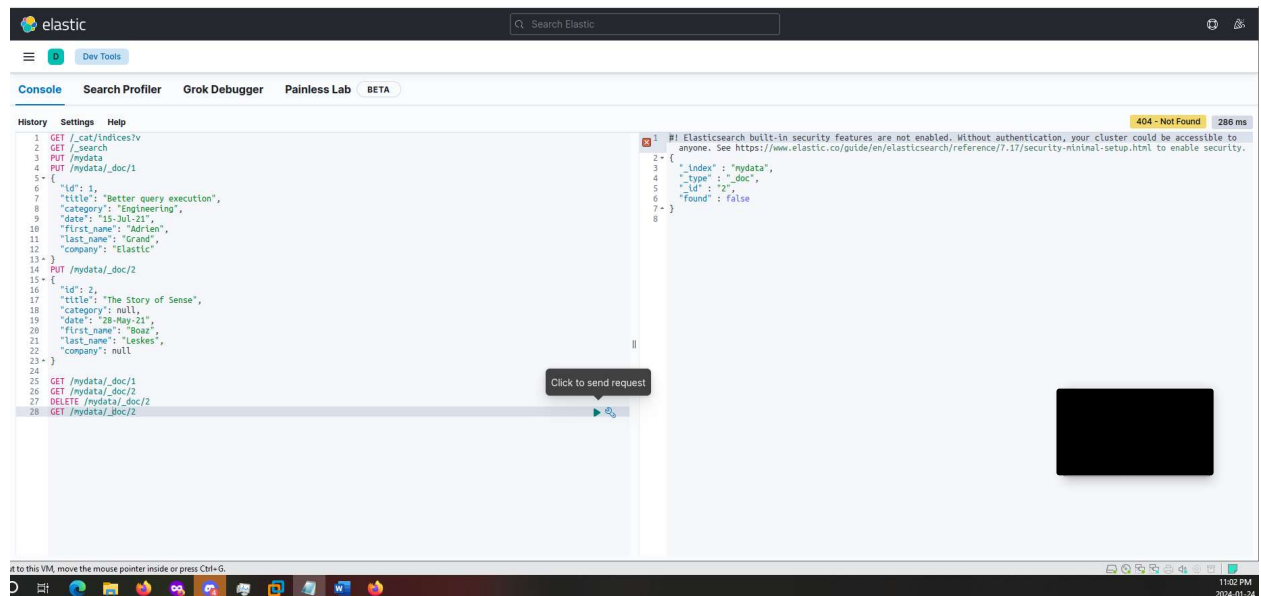 elastic
Search Elastic
D
Dev Tools
Console Search Profiler Grok Debugger Painless Lab BETA
History Settings Help
404 - Not Found 286 ms
1 GET /_cat/indices?v
2 GET /_search
3 PUT /mydata
4 PUT /mydata/_doc/1
5 {
6 "id": 1,
7 "title": "Better query execution",
8 "category": "Engineering",
9 "date": "15-Jul-21",
10 "first_name": "Adrien",
11 "last_name": "Grand",
12 "company": "Elastic"
13 }
14 PUT /mydata/_doc/2
15 {
16 "id": 2,
17 "title": "The Story of Sense",
18 "category": null,
19 "date": "28-May-21",
20 "first_name": "Boaz",
21 "last_name": "Leskes",
22 "company": null
23 }
24
25 GET /mydata/_doc/1
26 GET /mydata/_doc/2
27 DELETE /mydata/_doc/2
28 GET /mydata/_doc/2
Click to send request
1 #! Elasticsearch built-in security features are not enabled. Without authentication, your cluster could be accessible to
anyone. See https://www.elastic.co/guide/en/elasticsearch/reference/7.17/security-minimal-setup.html to enable security.
2 {
3 "_index" : "mydata",
4 "_type" : "_doc",
5 "_id" : "2",
6 "found" : false
7 }
8
ut to this VM, move the mouse pointer inside or press Ctrl+G.
11:02 PM
2024-01-24